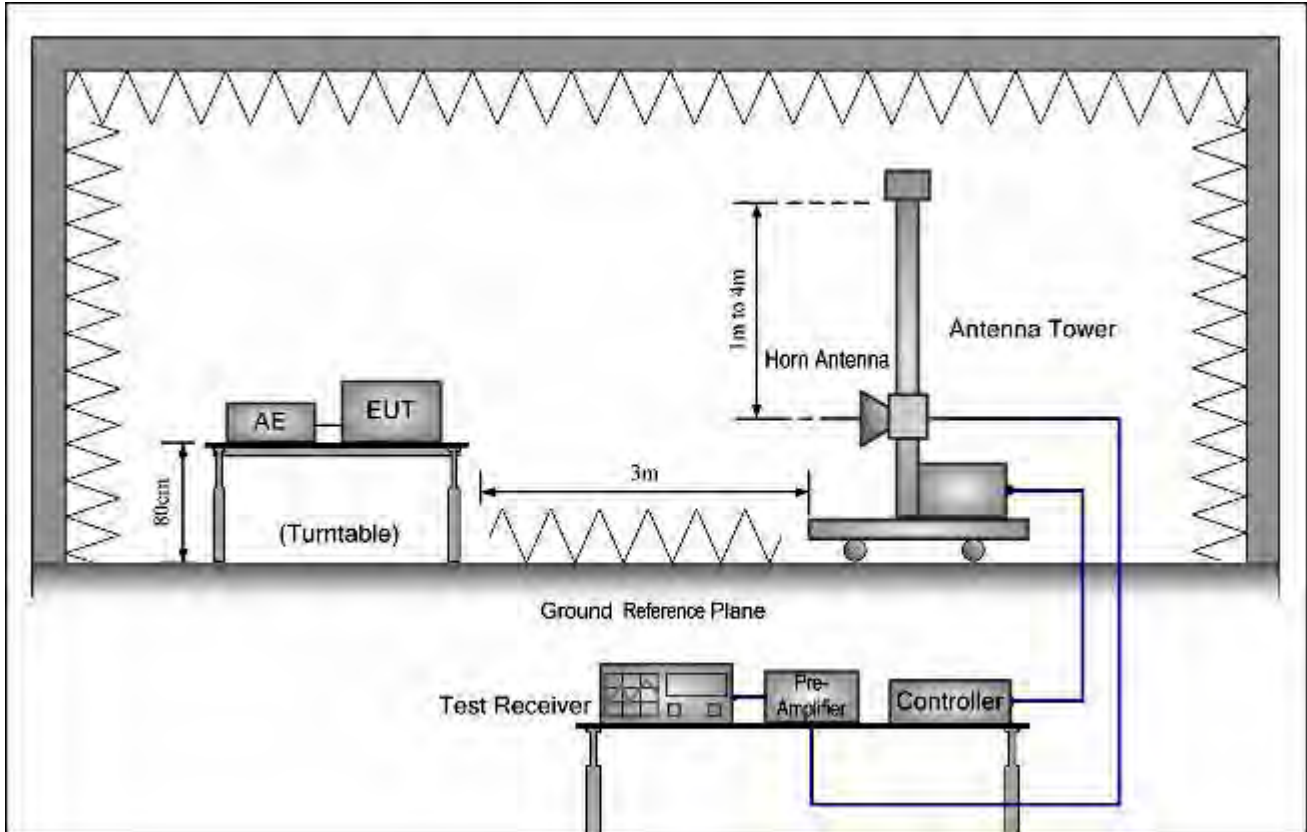 1m to 4m
Antenna Tower
Horn Antenna
AE
EUT
3m
80cm
(Turntable)
Ground Reference Plane
Test Receiver
Pre-
Amplifier
Controller